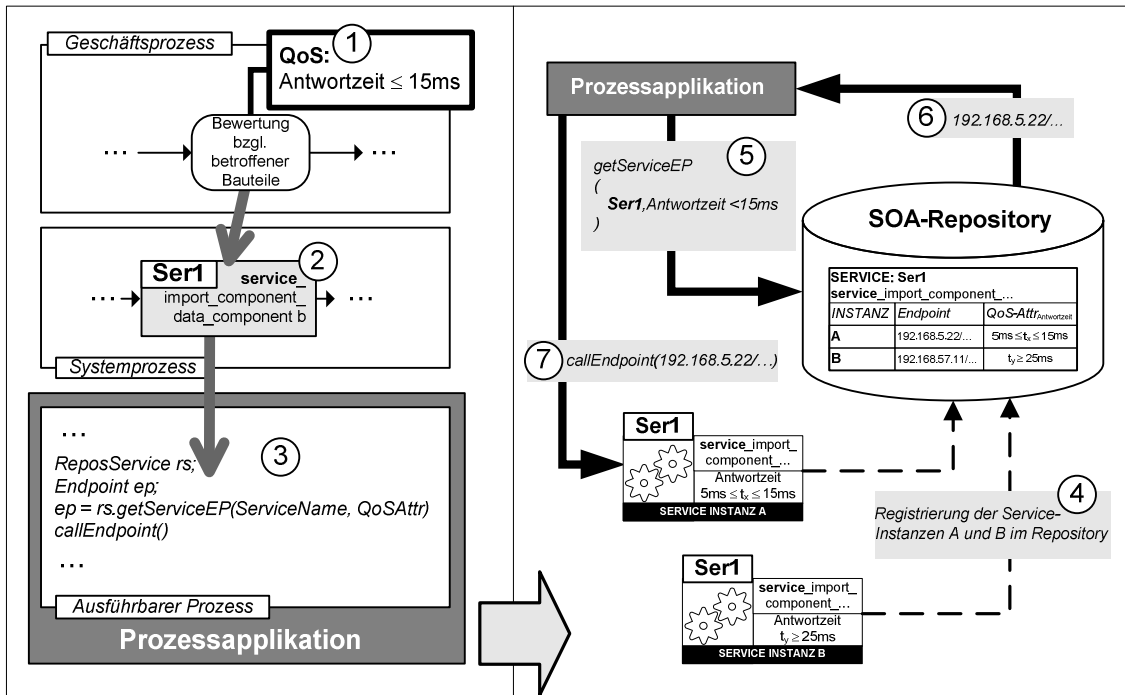 Geschäftsprozess
1
QoS:
Antwortzeit ≤ 15ms
Bewertung
bzgl.
betroffener
Bauteile
...
...
2
Ser1
service_
import_component_
data_component b
...
...
Systemprozess
3
...
ReposService rs;
Endpoint ep;
ep = rs.getServiceEP(ServiceName, QoSAttr)
callEndpoint()
...
Ausführbarer Prozess
Prozessapplikation
Prozessapplikation
6
192.168.5.22/...
5
getServiceEP
(
Ser1,Antwortzeit <15ms
)
SOA-Repository
SERVICE: Ser1
service_import_component_...
INSTANZ Endpoint QoS-Attr Antwortzeit
A 192.168.5.22/... 5ms ≤ tx ≤ 15ms
B 192.168.57.11/... ty ≥ 25ms
7
callEndpoint(192.168.5.22/...)
Ser1
service_import_
component_...
Antwortzeit
5ms ≤ tx ≤ 15ms
SERVICE INSTANZ A
4
Registrierung der Service-
Instanzen A und B im Repository
Ser1
service_import_
component_...
Antwortzeit
ty ≥ 25ms
SERVICE INSTANZ B